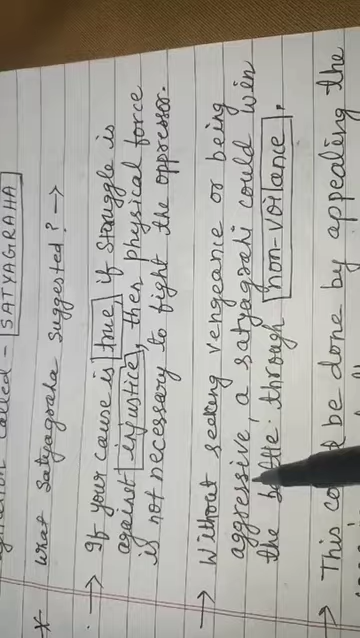 called - SATYAGRAHA
* What Satyagraha suggested? →
→ If your cause is true, if struggle is
against injustice, then physical force
is not necessary to fight the oppressor.
→ Without seeking vengeance or being
aggressive, a satyagrahi could win
the battle through non-voilance.
→ This be done by appealing the